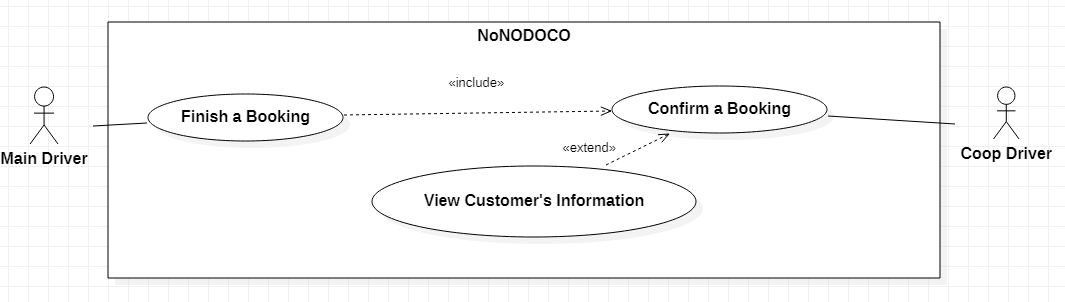 NoNODOCO
«include»
Finish a Booking
Confirm a Booking
Main Driver
«extend»
Coop Driver
View Customer's Information